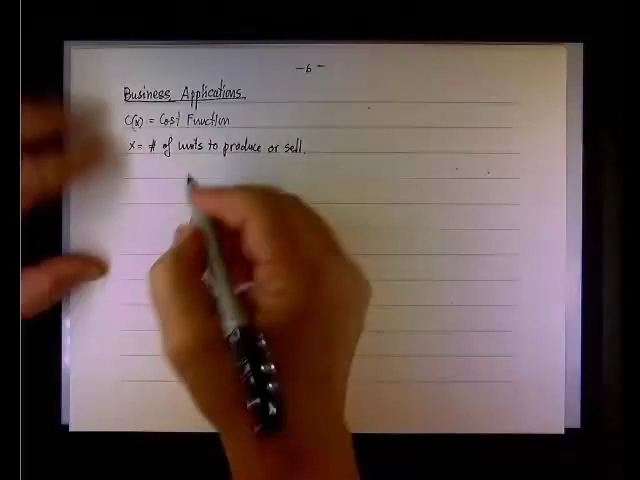 -6-
Business Applications
C(x) = Cost Function
x = # of units to produce or sell.